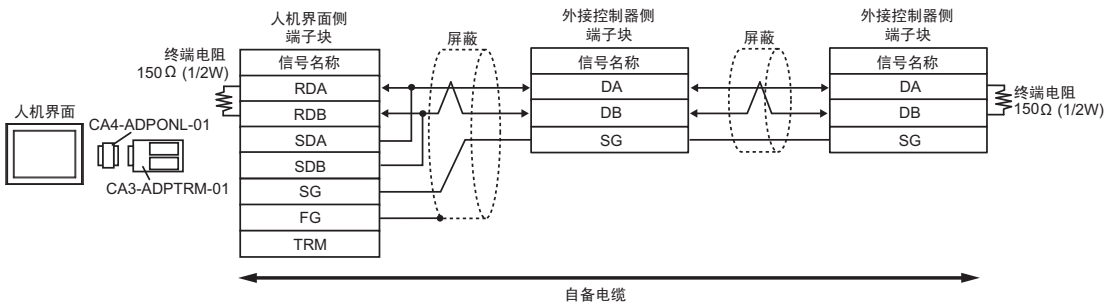 人机界面
CA4-ADPONL-01
CA3-ADPTRM-01
终端电阻
150Ω (1/2W)
人机界面侧
端子块
信号名称
RDA
RDB
SDA
SDB
SG
FG
TRM
屏蔽
外接控制器侧
端子块
信号名称
DA
DB
SG
屏蔽
外接控制器侧
端子块
信号名称
DA
DB
SG
终端电阻
150Ω (1/2W)
自备电缆